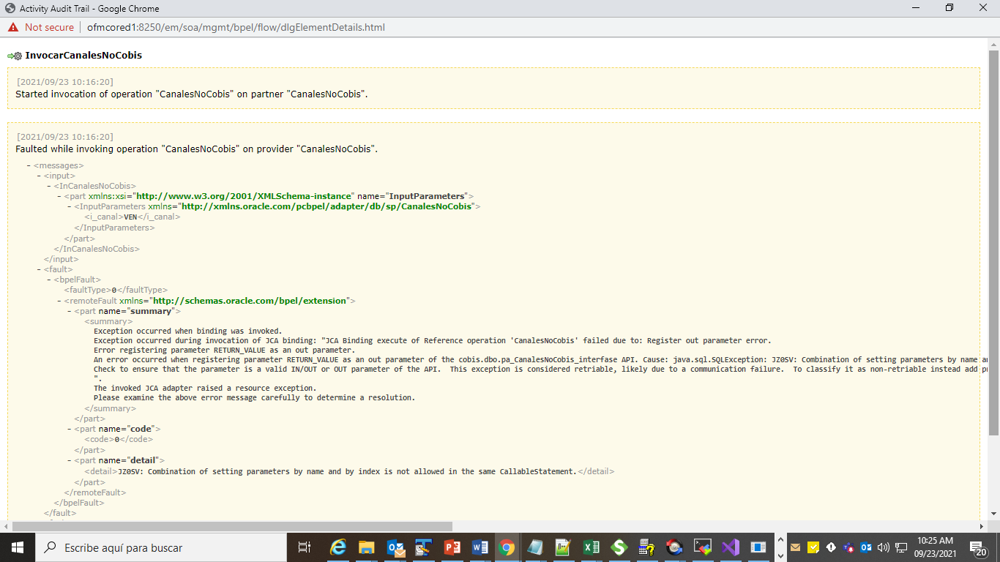 Activity Audit Trail - Google Chrome
Not secure | ofmcored1:8250/em/soa/mgmt/bpel/flow/dlgElementDetails.html
InvocarCanalesNoCobis
[2021/09/23 10:16:20]
Started invocation of operation "CanalesNoCobis" on partner "CanalesNoCobis".
[2021/09/23 10:16:20]
Faulted while invoking operation "CanalesNoCobis" on provider "CanalesNoCobis".
- <messages>
- <input>
- <InCanalesNoCobis>
- <part xmlns:xsi="http://www.w3.org/2001/XMLSchema-instance" name="InputParameters">
- <InputParameters xmlns="http://xmlns.oracle.com/pcbpel/adapter/db/sp/CanalesNoCobis">
<i_canal>VEN</i_canal>
</InputParameters>
</part>
</InCanalesNoCobis>
</input>
- <fault>
- <bpelFault>
<faultType>0</faultType>
- <remoteFault xmlns="http://schemas.oracle.com/bpel/extension">
- <part name="summary">
<summary>
Exception occurred when binding was invoked.
Exception occurred during invocation of JCA binding: "JCA Binding execute of Reference operation 'CanalesNoCobis' failed due to: Register out parameter error.
Error registering parameter RETURN_VALUE as an out parameter.
An error occurred when registering parameter RETURN_VALUE as an out parameter of the cobis.dbo.pa_CanalesNoCobis_interfase API. Cause: java.sql.SQLException: JZ0SV: Combination of setting parameters by name
Check to ensure that the parameter is a valid IN/OUT or OUT parameter of the API.  This exception is considered retriable, likely due to a communication failure.  To classify it as non-retriable instead add
".
The invoked JCA adapter raised a resource exception.
Please examine the above error message carefully to determine a resolution.
</summary>
</part>
- <part name="code">
<code>0</code>
</part>
- <part name="detail">
<detail>JZ0SV: Combination of setting parameters by name and by index is not allowed in the same CallableStatement.</detail>
</part>
</remoteFault>
</bpelFault>
</fault>
Escribe aquí para buscar
10:25 AM
09/23/2021
20